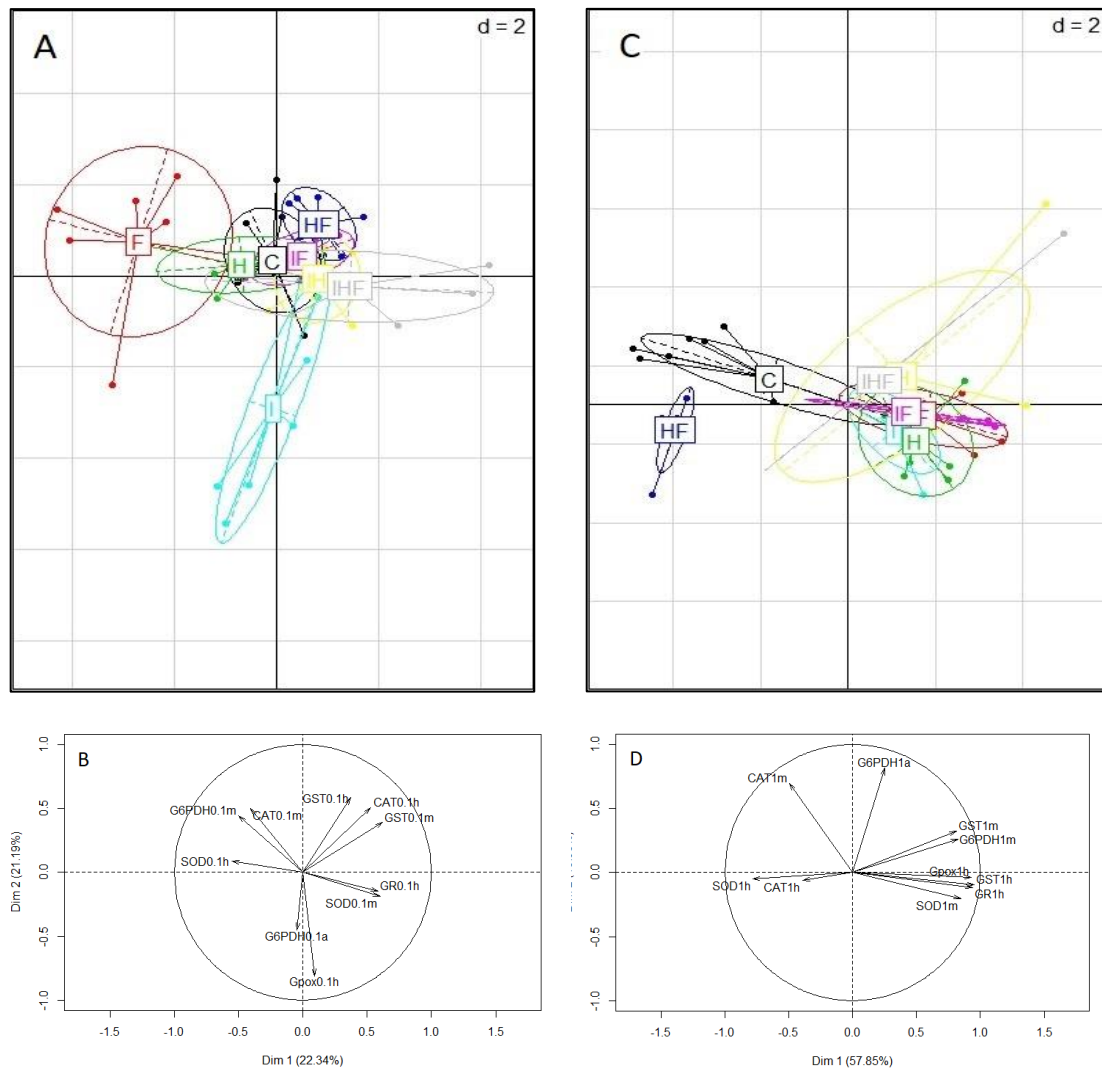 A
d = 2
F
H
C
IF
HF
IHF
I
C
d = 2
C
HF
IHF
IF
H
B
1.0
0.5
0.0
-0.5
-1.0
Dim 2 (21.19%)
GST0.1h
CAT0.1h
G6PDH0.1m
CAT0.1m
GST0.1m
SOD0.1h
GR0.1h
SOD0.1m
G6PDH0.1a
Gpox0.1h
-1.5
-1.0
-0.5
0.0
0.5
1.0
1.5
Dim 1 (22.34%)
D
1.0
0.5
0.0
-0.5
-1.0
CAT1m
G6PDH1a
GST1m
G6PDH1m
Gpox1h
SOD1h
CAT1h
GST1h
GR1h
SOD1m
-1.5
-1.0
-0.5
0.0
0.5
1.0
1.5
Dim 1 (57.85%)